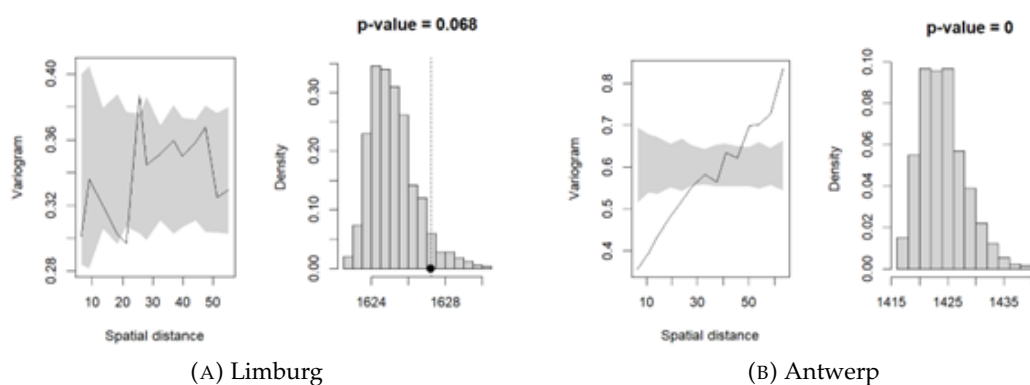 p-value = 0.068
Variogram
0.40
0.36
0.32
0.28
10 20 30 40 50
Spatial distance
Density
0.30
0.20
0.10
0.00
1624 1628
(A) Limburg
p-value = 0
Variogram
0.8
0.7
0.6
0.5
0.4
10 30 50
Spatial distance
Density
0.10
0.08
0.06
0.04
0.02
0.00
1415 1425 1435
(B) Antwerp